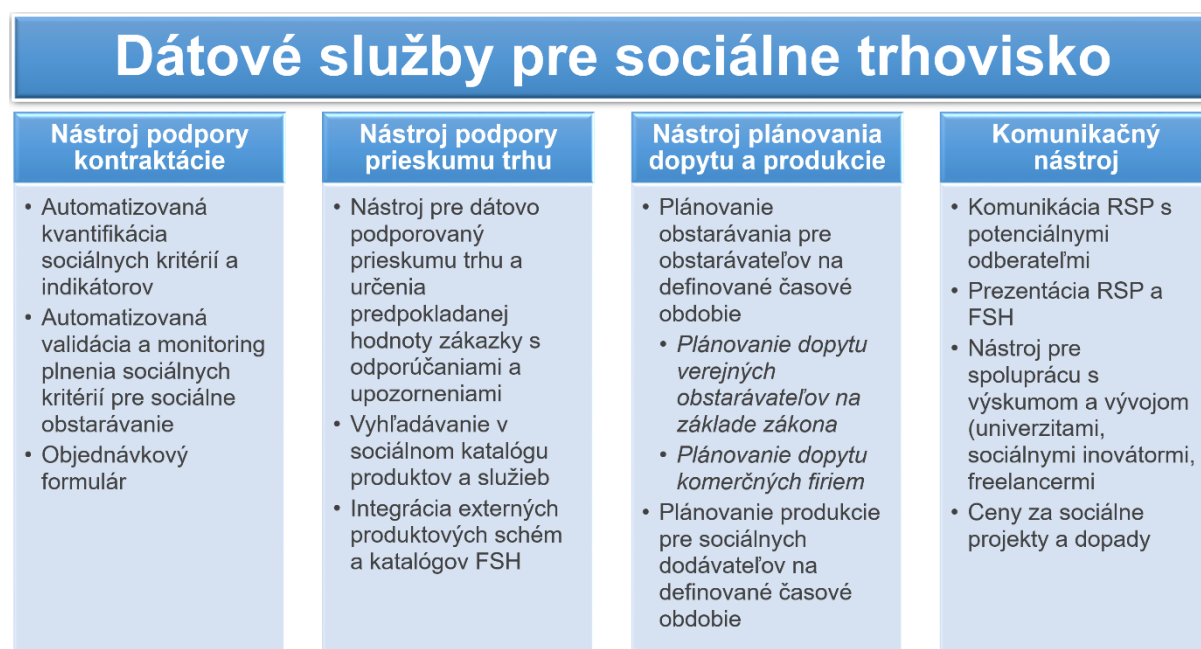 Dátové služby pre sociálne trhovisko
Nástroj podpory
kontraktácie
• Automatizovaná
kvantifikácia
sociálnych kritérií a
indikátorov
• Automatizovaná
validácia a monitoring
plnenia sociálnych
kritérií pre sociálne
obstarávanie
• Objednávkový
formulár
Nástroj podpory
prieskumu trhu
• Nástroj pre dátovo
podporovaný
prieskumu trhu a
určenia
predpokladanej
hodnoty zákazky s
odporúčaniami a
upozorneniami
• Vyhľadávanie v
sociálnom katalógu
produktov a služieb
• Integrácia externých
produktových schém
a katalógov FSH
Nástroj plánovania
dopytu a produkcie
• Plánovanie
obstarávania pre
obstarávateľov na
definované časové
obdobie
• Plánovanie dopytu
verejných
obstarávateľov na
základe zákona
• Plánovanie dopytu
komerčných firiem
• Plánovanie produkcie
pre sociálnych
dodávateľov na
definované časové
obdobie
Komunikačný
nástroj
• Komunikácia RSP s
potenciálnymi
odberateľmi
• Prezentácia RSP a
FSH
• Nástroj pre
spoluprácu s
výskumom a vývojom
(univerzitami,
sociálnymi inovátormi,
freelancermi
• Ceny za sociálne
projekty a dopady